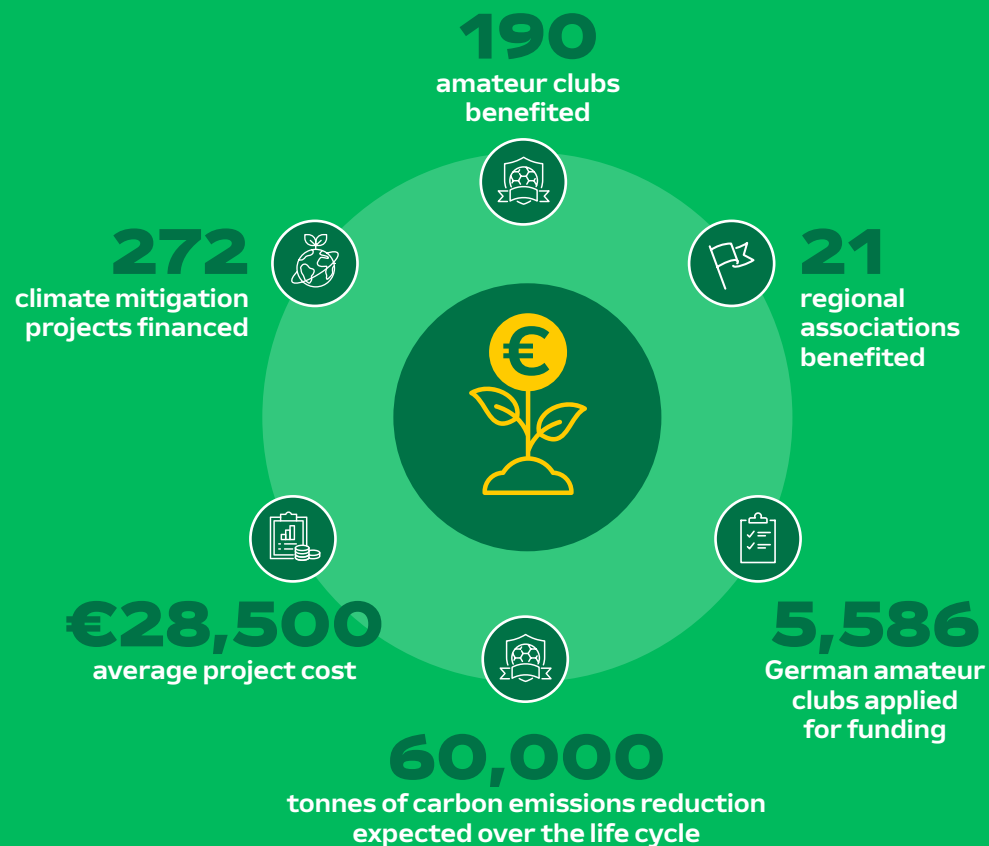 190
amateur clubs
benefited
272
climate mitigation
projects financed
21
regional
associations
benefited
€
€28,500
average project cost
5,586
German amateur
clubs applied
for funding
60,000
tonnes of carbon emissions reduction
expected over the life cycle